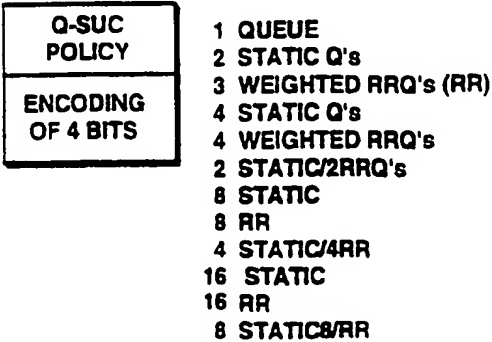 Q-SUC
POLICY
ENCODING
OF 4 BITS
1 QUEUE
2 STATIC Q's
3 WEIGHTED RRQ's (RR)
4 STATIC Q's
4 WEIGHTED RRQ's
2 STATIC/2RRQ's
8 STATIC
8 RR
4 STATIC/4RR
16 STATIC
16 RR
8 STATIC8/RR